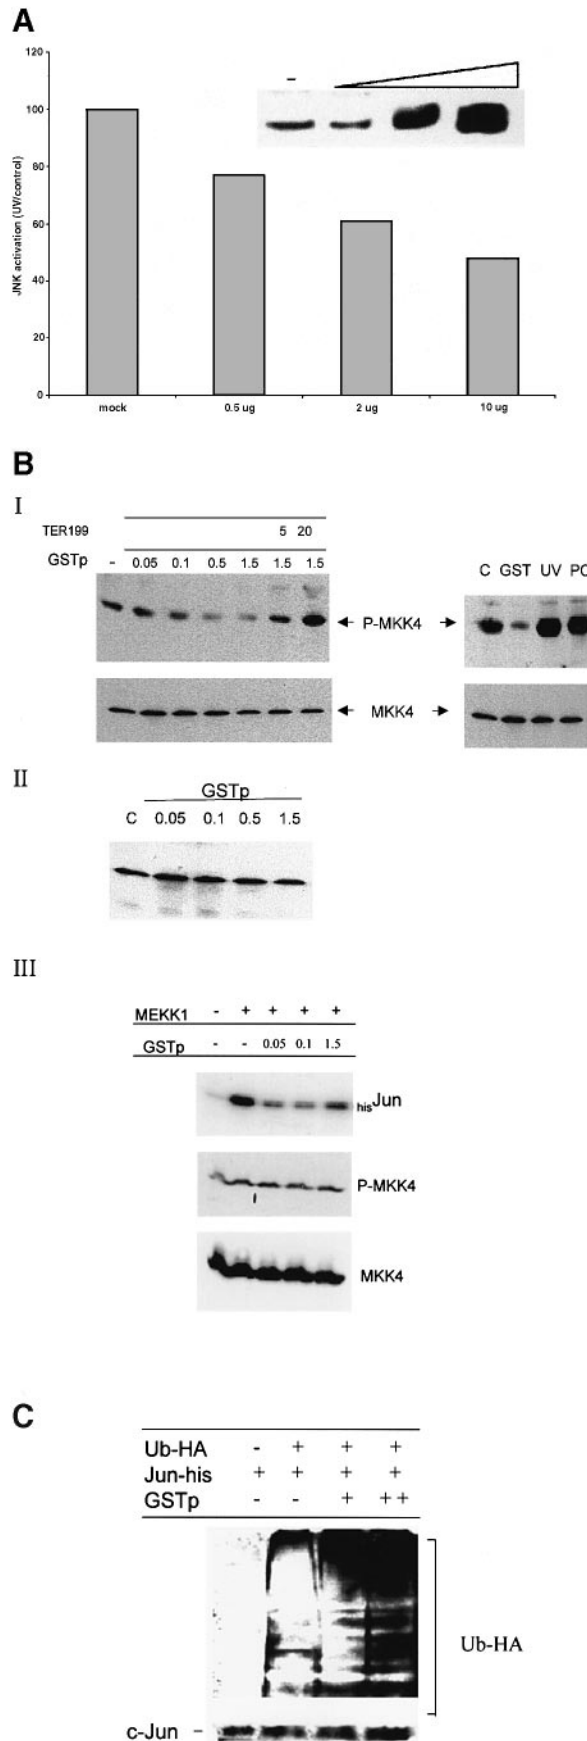 A
120
100
80
60
40
20
0
JNK activation (UV/control)
-
mock 0.5 ug 2 ug 10 ug
B
I
TER199 5 20
GSTp - 0.05 0.1 0.5 1.5 1.5 1.5
C GST UV PC
P-MKK4
MKK4
II
GSTp
C 0.05 0.1 0.5 1.5
III
MEKK1 - + + + +
GSTp - - 0.05 0.1 1.5
hisJun
P-MKK4
MKK4
C
Ub-HA - + + +
Jun-his + + + +
GSTp - - + ++
Ub-HA
c-Jun -